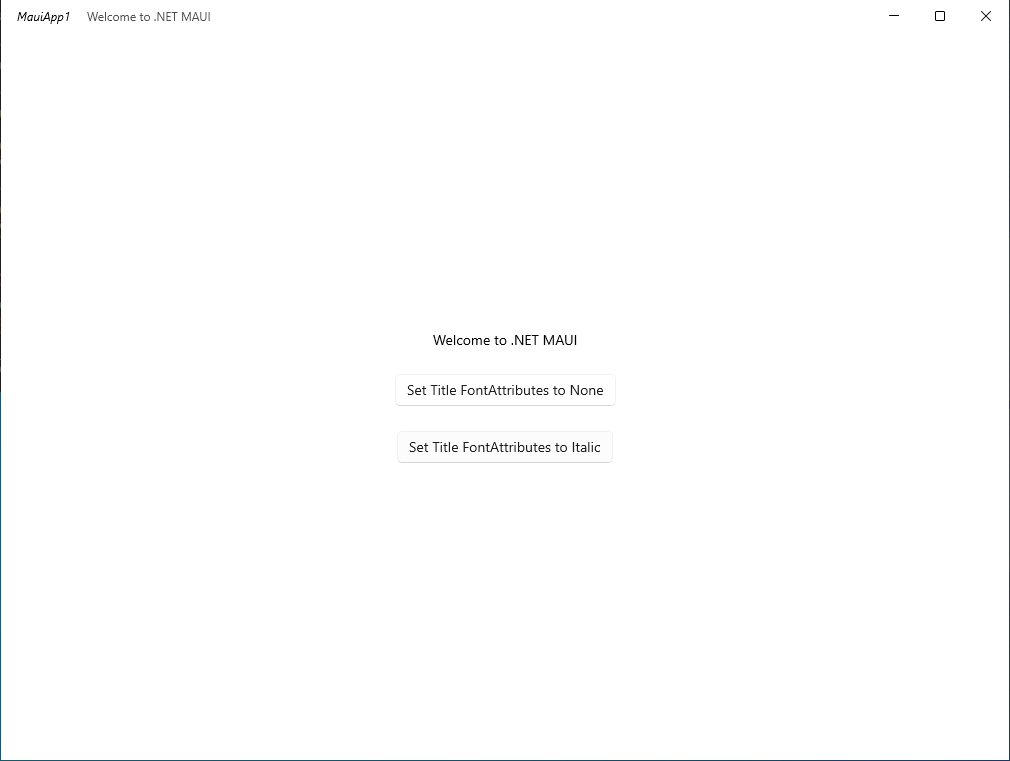 MauiApp1 Welcome to .NET MAUI
Welcome to .NET MAUI
Set Title FontAttributes to None
Set Title FontAttributes to Italic